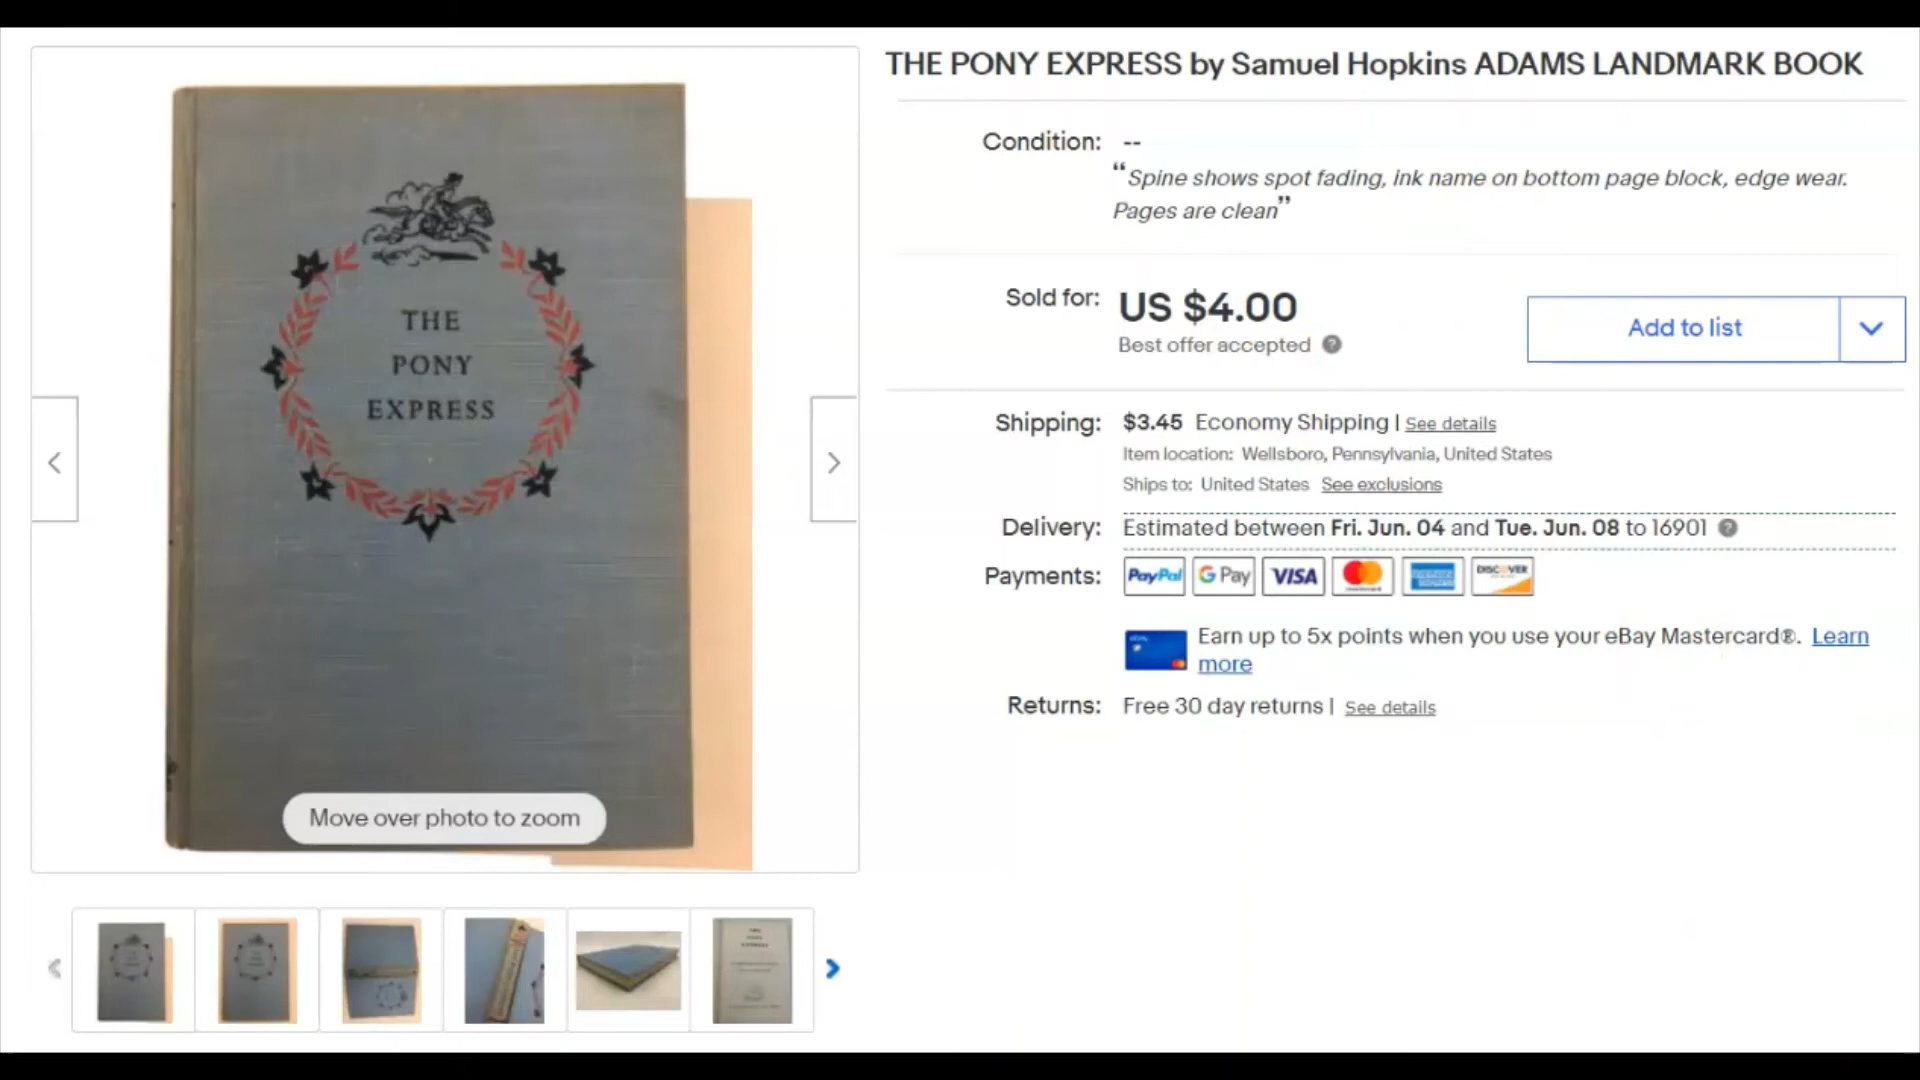 THE PONY EXPRESS by Samuel Hopkins ADAMS LANDMARK BOOK
Condition: --
“Spine shows spot fading, ink name on bottom page block, edge wear.
Pages are clean”
Sold for: US $4.00
Best offer accepted
Add to list
THE
PONY
EXPRESS
Move over photo to zoom
Shipping: $3.45 Economy Shipping | See details
Item location: Wellsboro, Pennsylvania, United States
Ships to: United States See exclusions
Delivery: Estimated between Fri. Jun. 04 and Tue. Jun. 08 to 16901
Payments: PayPal G Pay VISA DISCOVER
Earn up to 5x points when you use your eBay Mastercard®. Learn
more
Returns: Free 30 day returns | See details